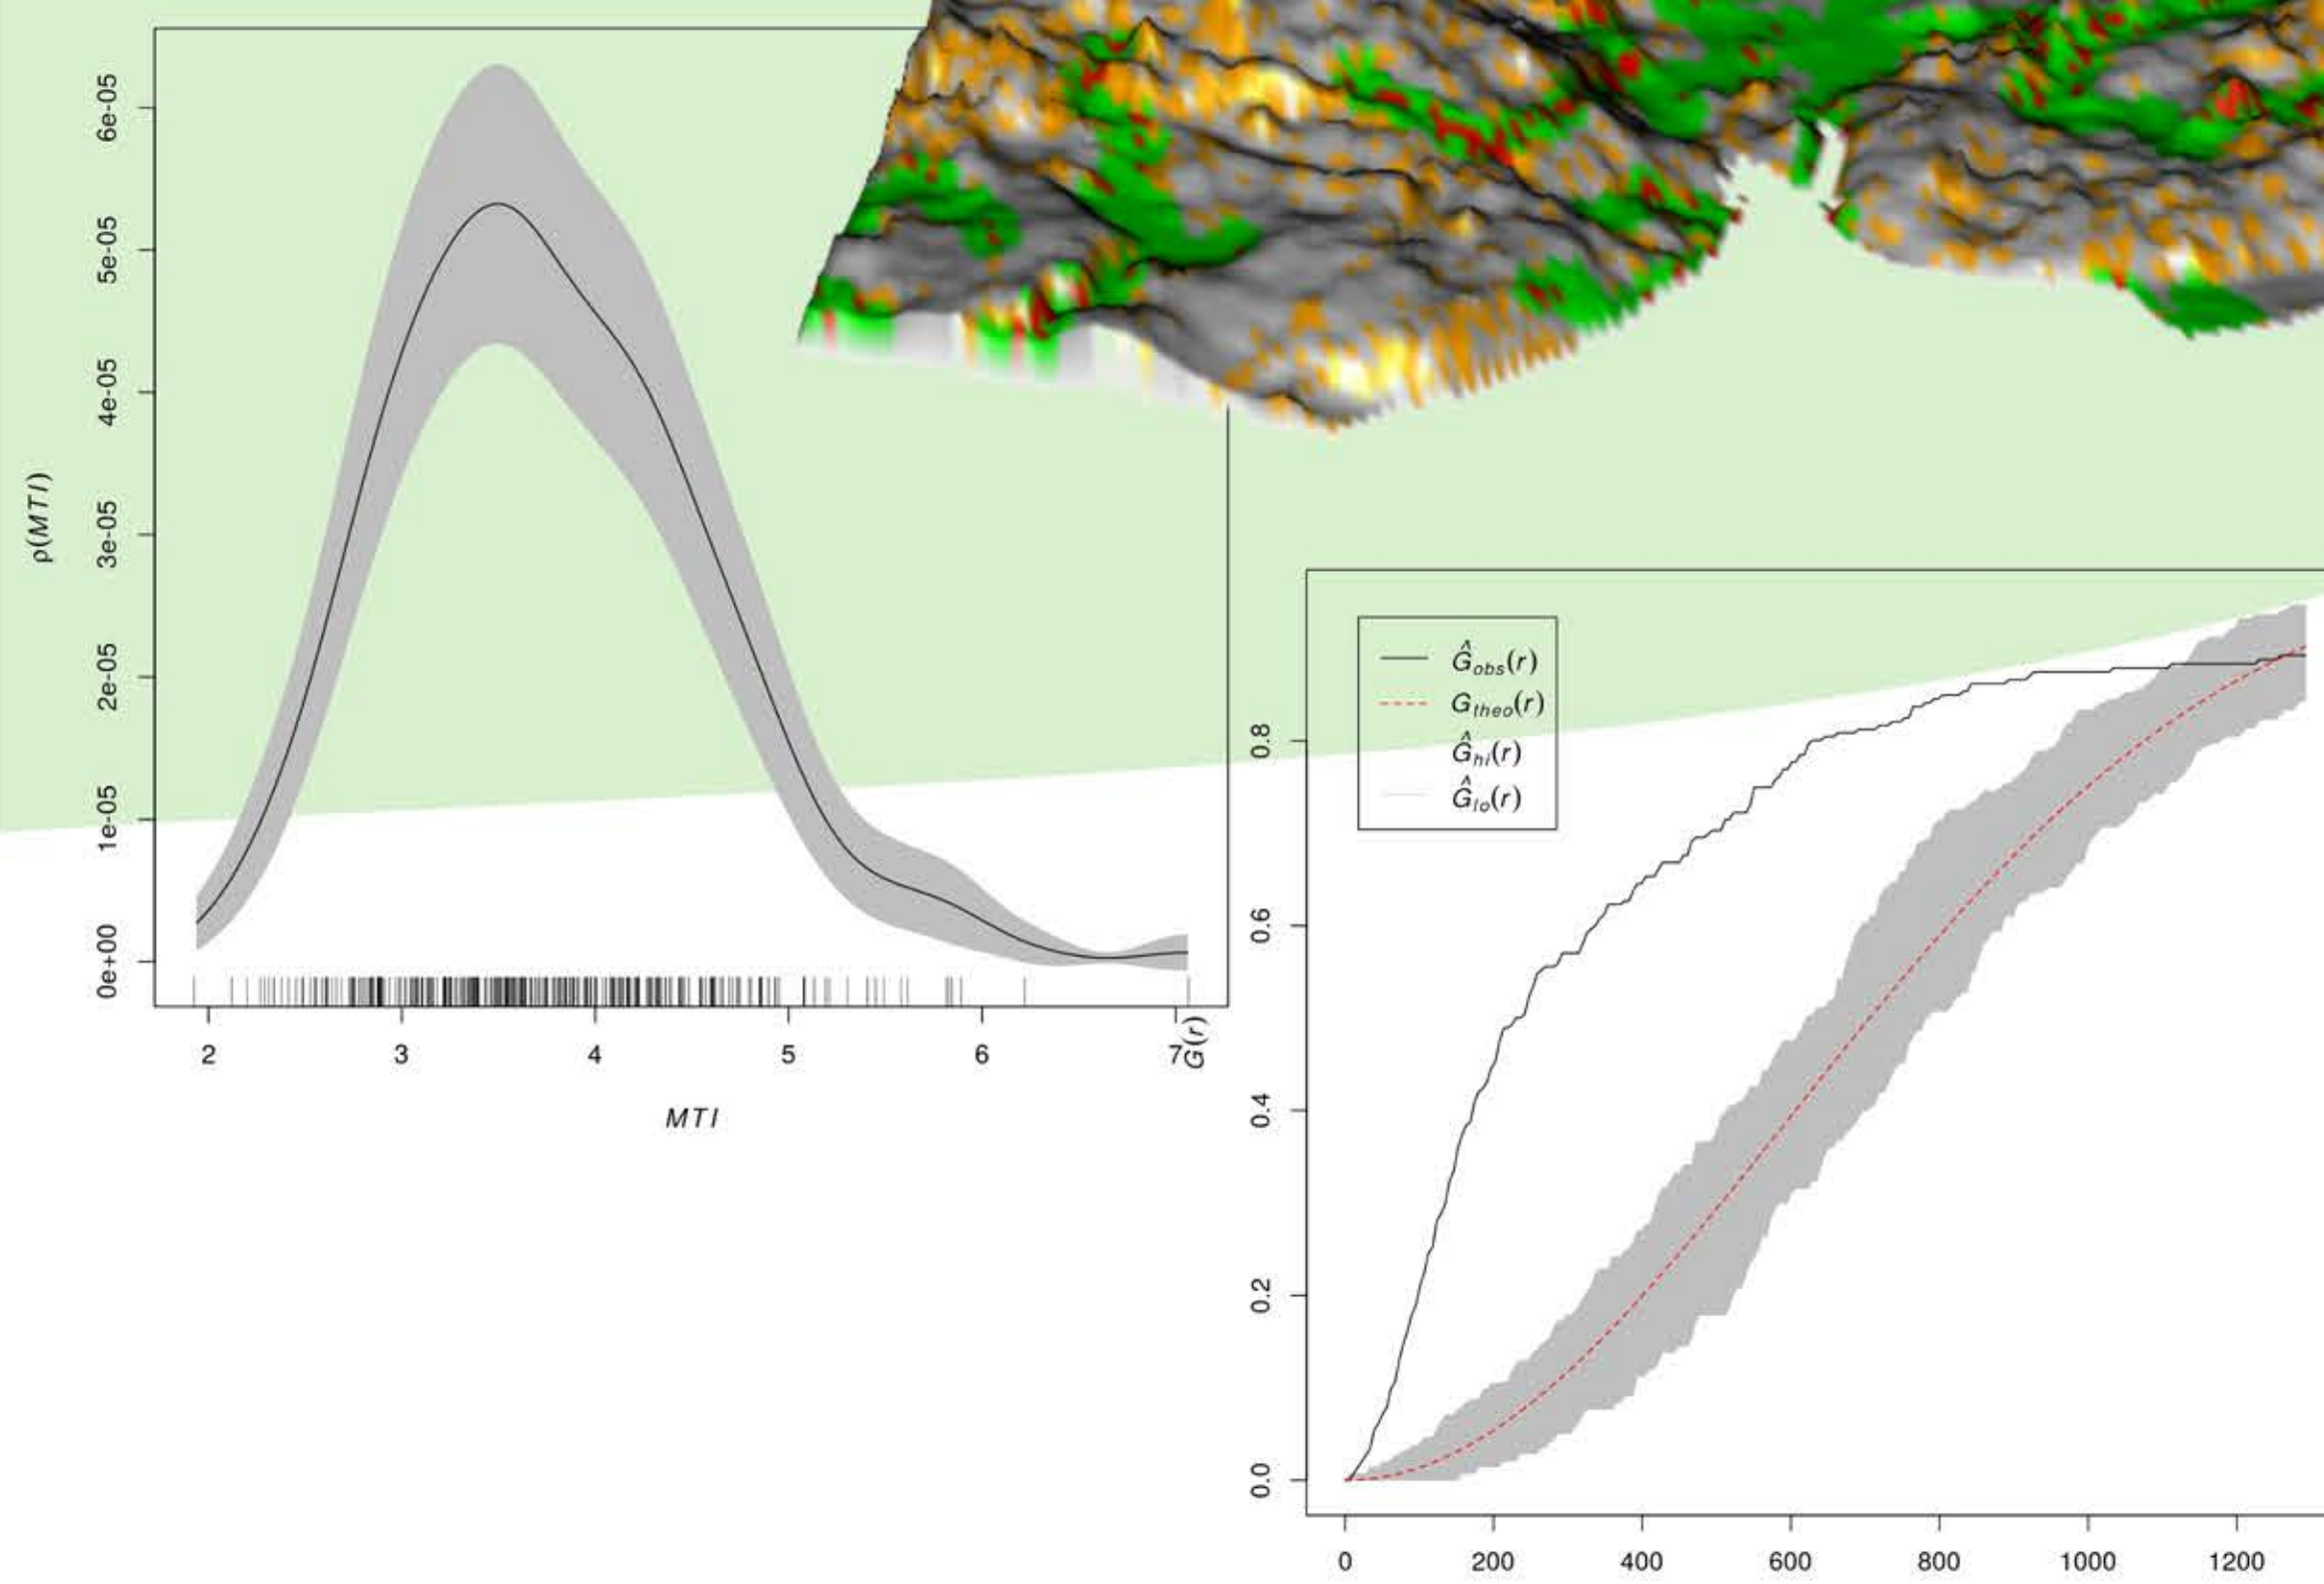 6e-05
5e-05
4e-05
3e-05
2e-05
1e-05
0e+00
ρ(MTI)
2 3 4 5 6 7
MTI
G(r)
Ĝobs(r)
Gtheo(r)
Ĝhi(r)
Ĝlo(r)
0.8
0.6
0.4
0.2
0.0
0 200 400 600 800 1000 1200